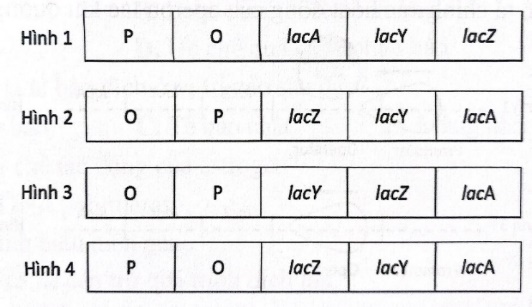 Hình 1 P O lacA lacY lacZ
Hình 2 O P lacZ lacY lacA
Hình 3 O P lacY lacZ lacA
Hình 4 P O lacZ lacY lacA